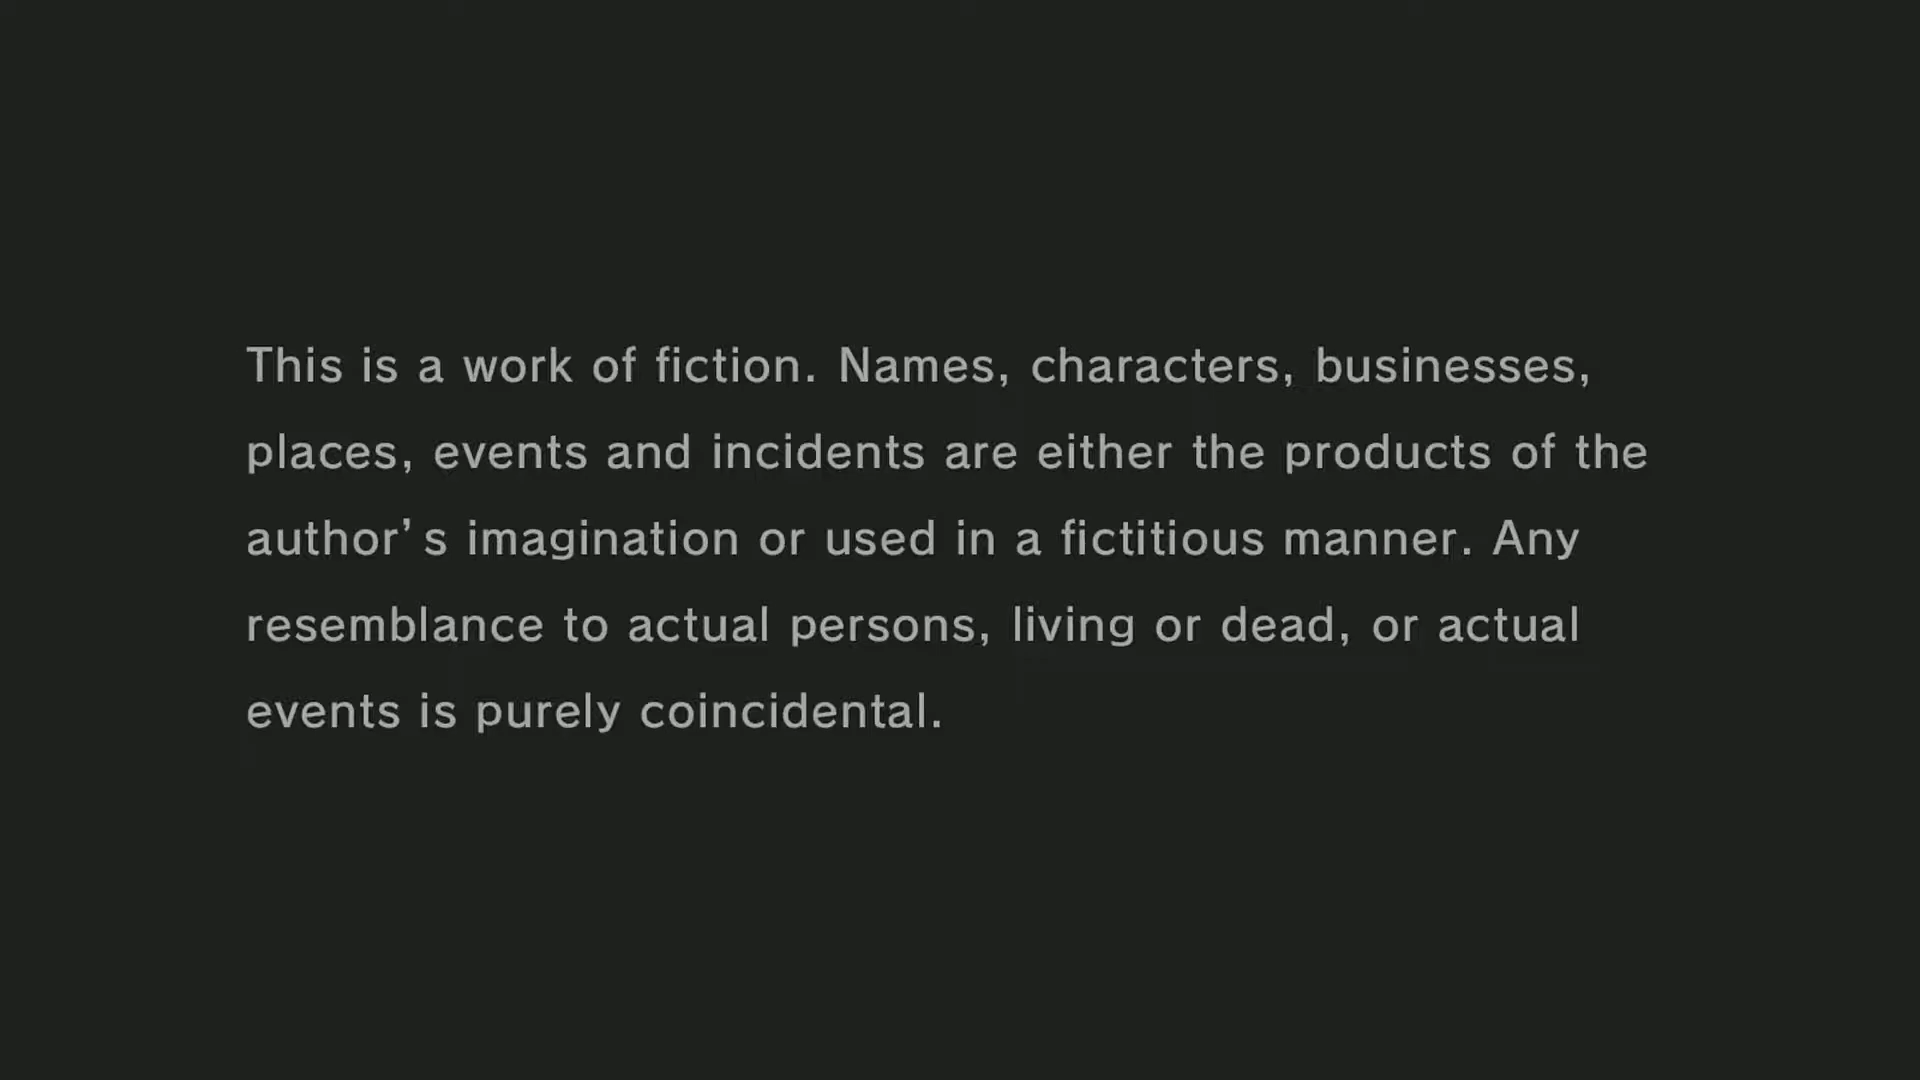 This is a work of fiction. Names, characters, businesses,
places, events and incidents are either the products of the
author’s imagination or used in a fictitious manner. Any
resemblance to actual persons, living or dead, or actual
events is purely coincidental.